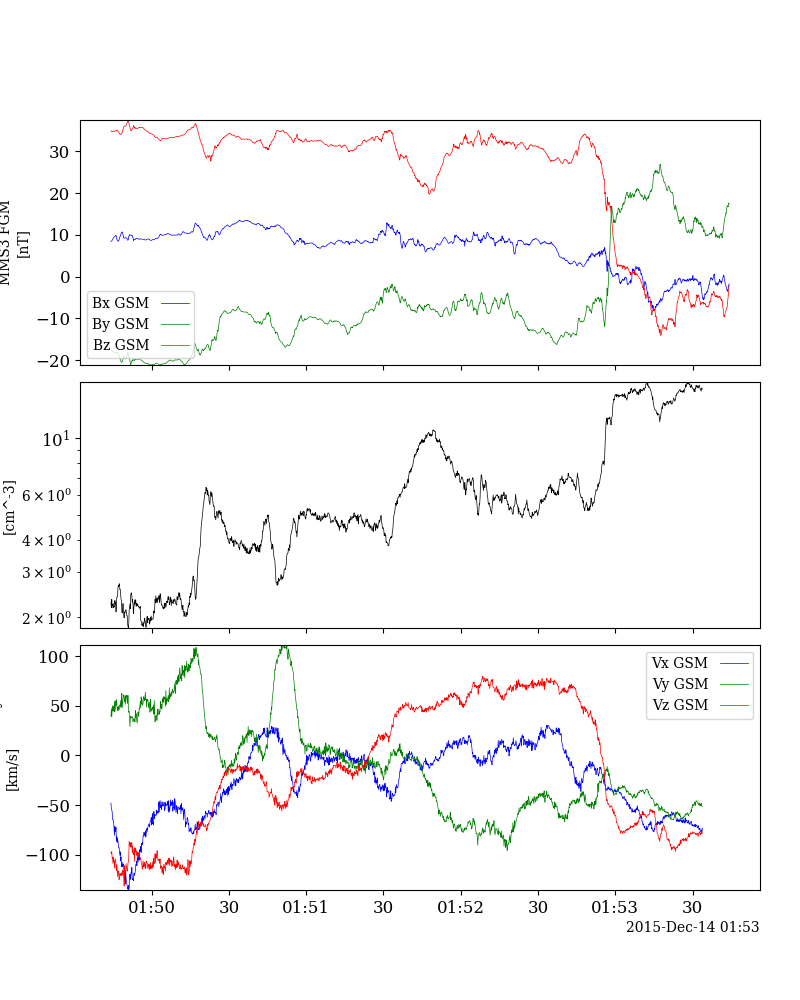 MMS3 FGM
[nT]
30
20
10
0
−10
−20
Bx GSM
By GSM
Bz GSM
[cm^-3]
10¹
6 × 10⁰
4 × 10⁰
3 × 10⁰
2 × 10⁰
[km/s]
100
50
0
−50
−100
Vx GSM
Vy GSM
Vz GSM
01:50 30 01:51 30 01:52 30 01:53 30
2015-Dec-14 01:53